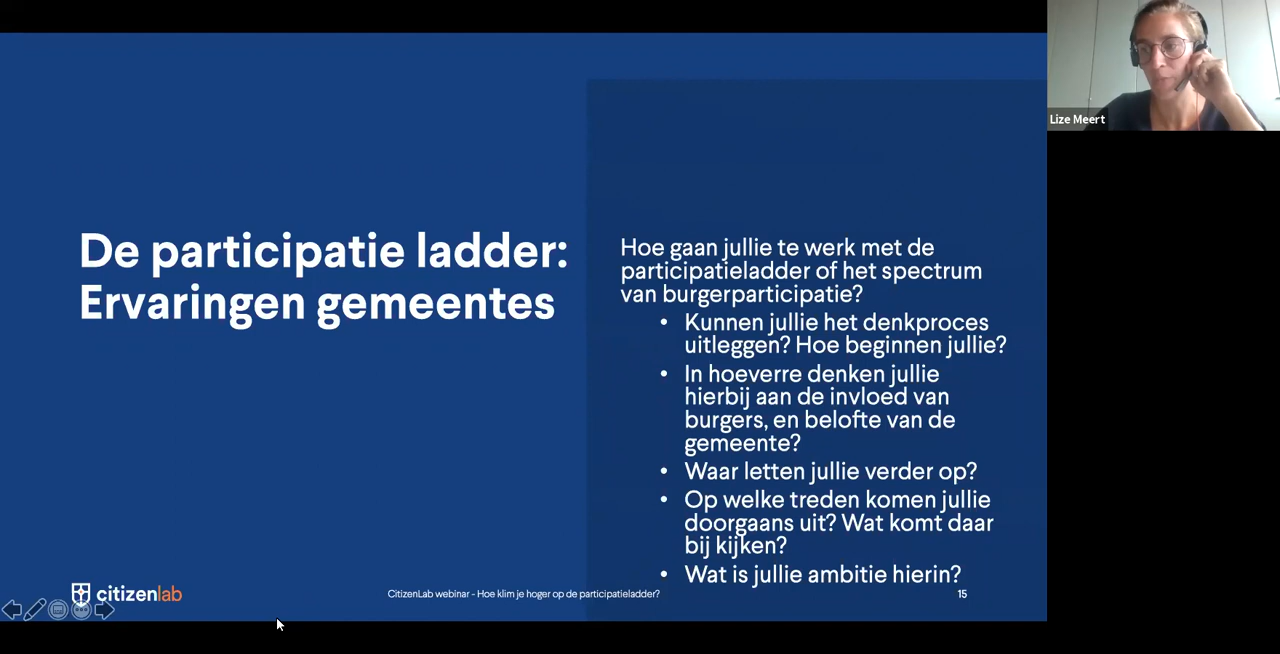 Lize Meert
De participatie ladder:
Ervaringen gemeentes
Hoe gaan jullie te werk met de
participatieladder of het spectrum
van burgerparticipatie?
• Kunnen jullie het denkproces
uitleggen? Hoe beginnen jullie?
• In hoeverre denken jullie
hierbij aan de invloed van
burgers, en belofte van de
gemeente?
• Waar letten jullie verder op?
• Op welke treden komen jullie
doorgaans uit? Wat komt daar
bij kijken?
• Wat is jullie ambitie hierin?
citizenlab
CitizenLab webinar - Hoe klim je hoger op de participatieladder?
15